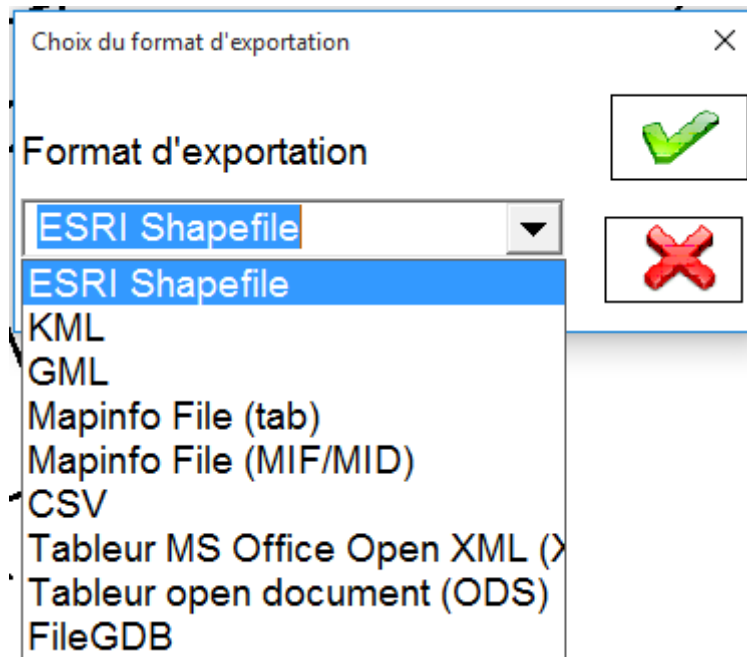 Choix du format d'exportation
Format d'exportation
ESRI Shapefile
ESRI Shapefile
KML
GML
Mapinfo File (tab)
Mapinfo File (MIF/MID)
CSV
Tableur MS Office Open XML (X
Tableur open document (ODS)
FileGDB